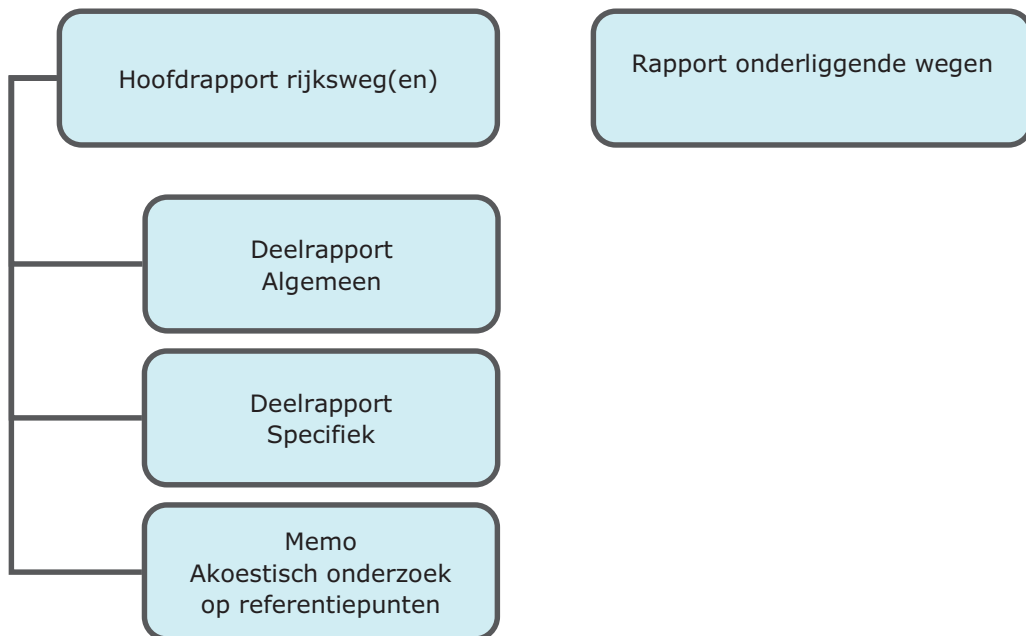 Hoofdrapport rijksweg(en)
Rapport onderliggende wegen
Deelrapport
Algemeen
Deelrapport
Specifiek
Memo
Akoestisch onderzoek
op referentiepunten